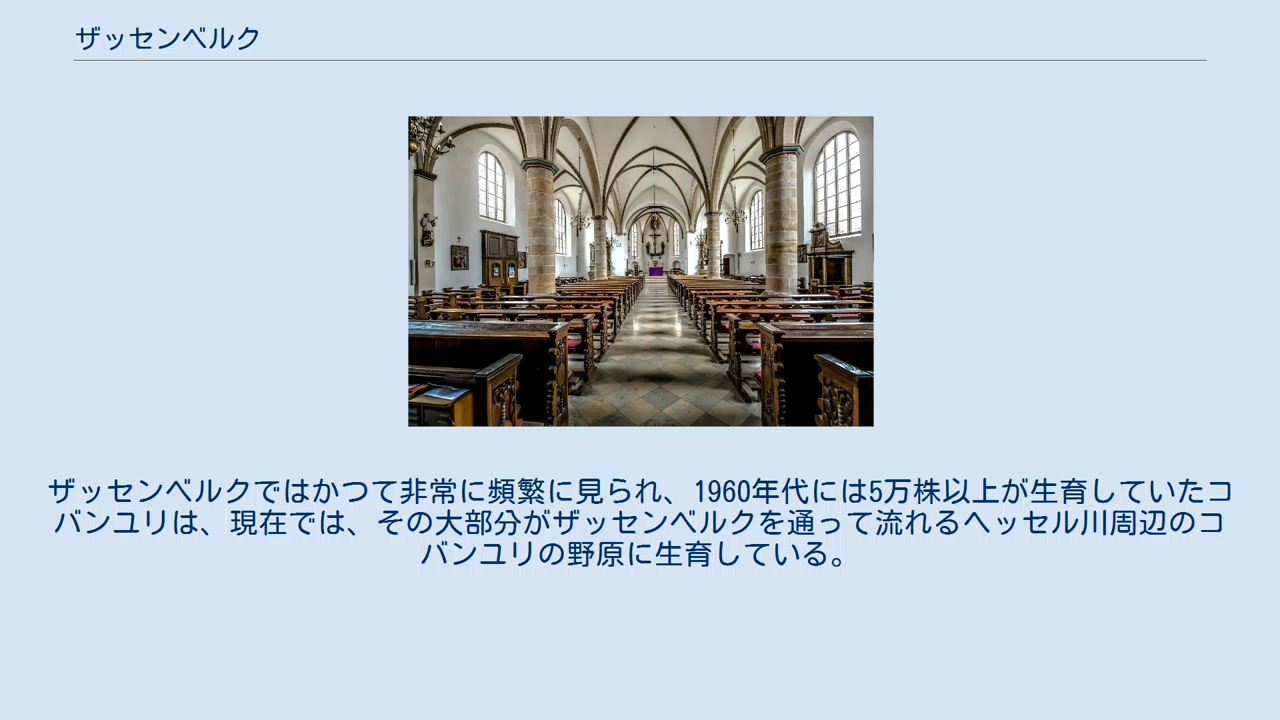 ザッセンベルク
ザッセンベルクではかつて非常に頻繁に見られ、1960年代には5万株以上が生育していたコ
バンユリは、現在では、その大部分がザッセンベルクを通って流れるヘッセル川周辺のコ
バンユリの野原に生育している。